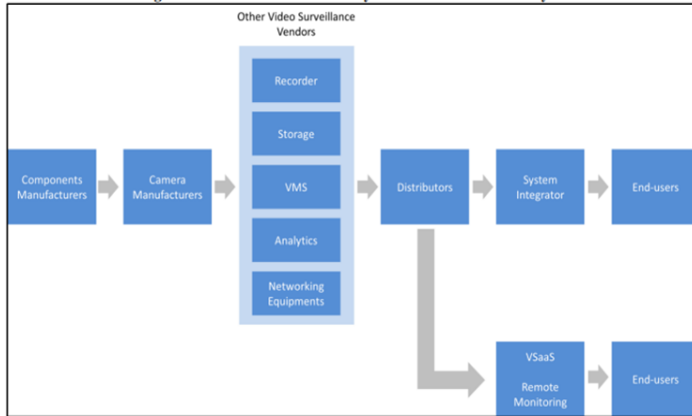 Other Video Surveillance
Vendors
Recorder
Storage
VMS
Analytics
Networking
Equipments
Components
Manufacturers
Camera
Manufacturers
Distributors
System
Integrator
End-users
VSaaS
Remote
Monitoring
End-users